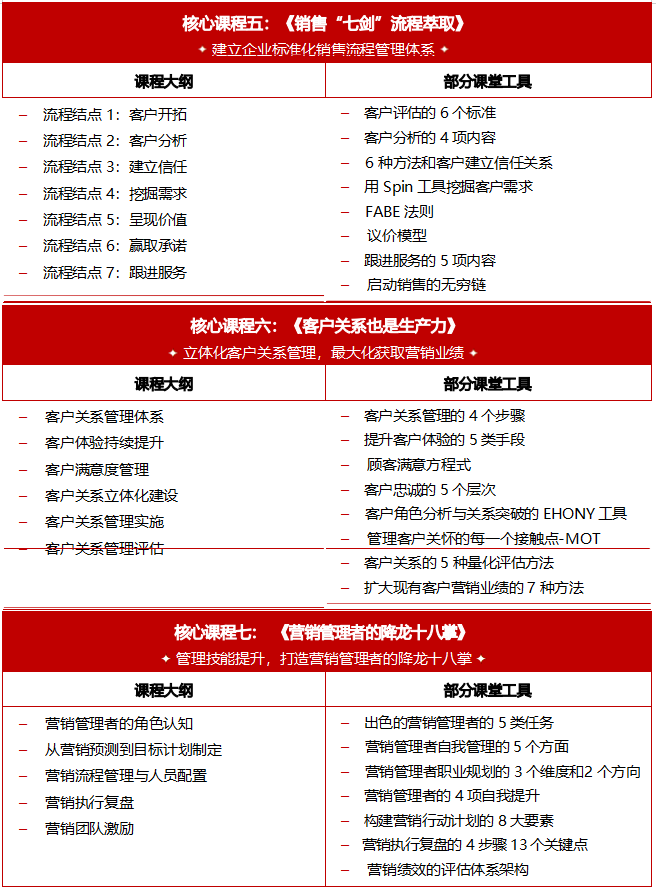 核心课程五：《销售“七剑”流程萃取》
✦ 建立企业标准化销售流程管理体系 ✦
课程大纲
– 流程结点 1：客户开拓
– 流程结点 2：客户分析
– 流程结点 3：建立信任
– 流程结点 4：挖掘需求
– 流程结点 5：呈现价值
– 流程结点 6：赢取承诺
– 流程结点 7：跟进服务
部分课堂工具
– 客户评估的 6 个标准
– 客户分析的 4 项内容
– 6 种方法和客户建立信任关系
– 用 Spin 工具挖掘客户需求
– FABE 法则
– 议价模型
– 跟进服务的 5 项内容
– 启动销售的无穷链
核心课程六：《客户关系也是生产力》
✦ 立体化客户关系管理，最大化获取营销业绩 ✦
课程大纲
– 客户关系管理体系
– 客户体验持续提升
– 客户满意度管理
– 客户关系立体化建设
– 客户关系管理实施
– 客户关系管理评估
部分课堂工具
– 客户关系管理的 4 个步骤
– 提升客户体验的 5 类手段
– 顾客满意方程式
– 客户忠诚的 5 个层次
– 客户角色分析与关系突破的 EHONY 工具
– 管理客户关怀的每一个接触点-MOT
– 客户关系的 5 种量化评估方法
– 扩大现有客户营销业绩的 7 种方法
核心课程七： 《营销管理者的降龙十八掌》
✦ 管理技能提升，打造营销管理者的降龙十八掌 ✦
课程大纲
– 营销管理者的角色认知
– 从营销预测到目标计划制定
– 营销流程管理与人员配置
– 营销执行复盘
– 营销团队激励
部分课堂工具
– 出色的营销管理者的 5 类任务
– 营销管理者自我管理的 5 个方面
– 营销管理者职业规划的 3 个维度和2 个方向
– 营销管理者的 4 项自我提升
– 构建营销行动计划的 8 大要素
– 营销执行复盘的 4 步骤 13个关键点
– 营销绩效的评估体系架构